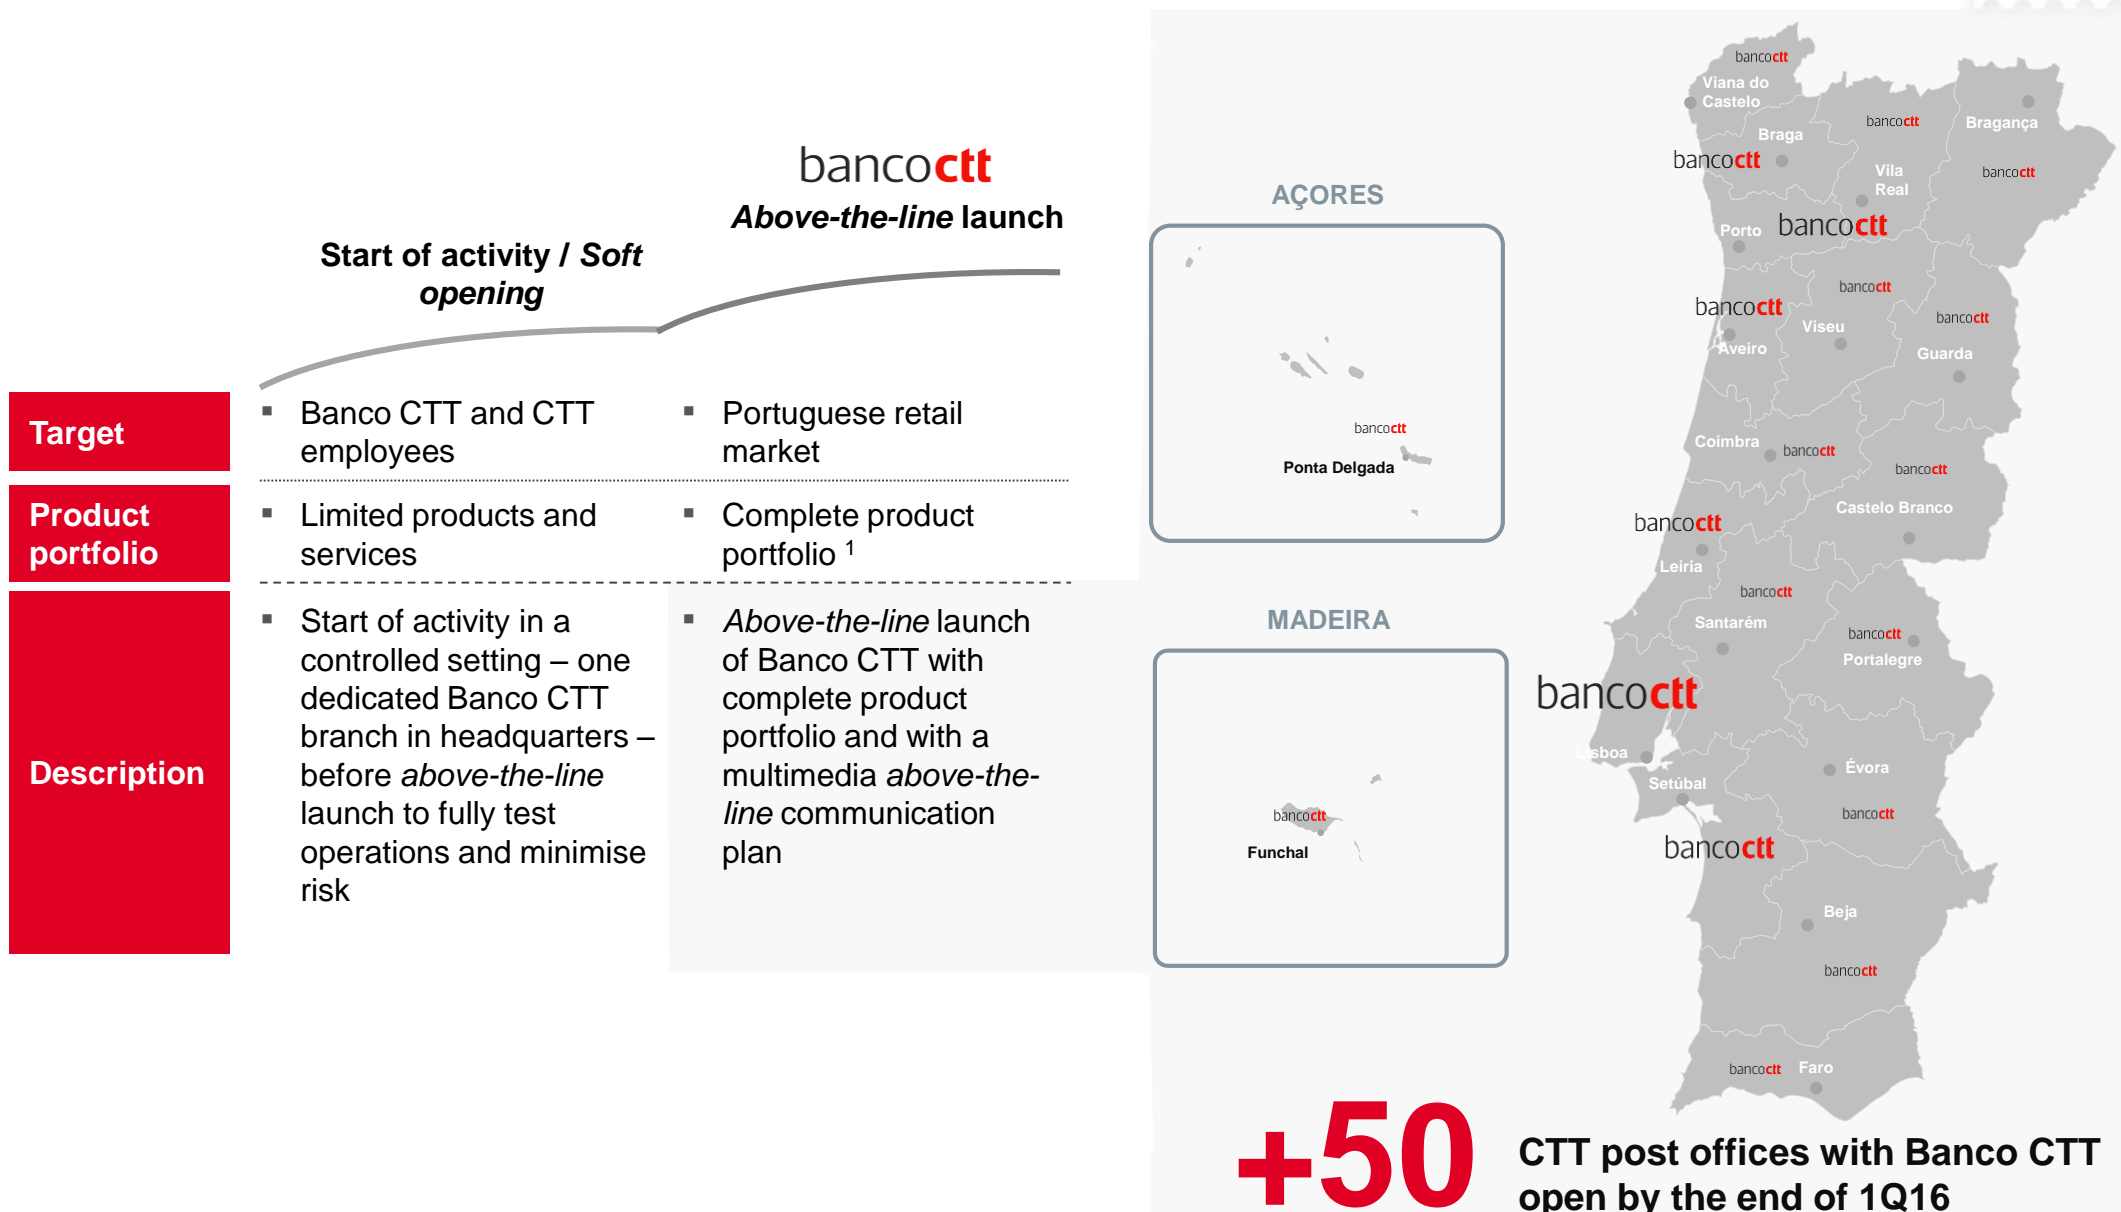 bancoctt
Above-the-line launch
Start of activity / Soft
opening
Target
▪ Banco CTT and CTT
employees
▪ Portuguese retail
market
Product
portfolio
▪ Limited products and
services
▪ Complete product
portfolio 1
Description
▪ Start of activity in a
controlled setting – one
dedicated Banco CTT
branch in headquarters –
before above-the-line
launch to fully test
operations and minimise
risk
▪ Above-the-line launch
of Banco CTT with
complete product
portfolio and with a
multimedia above-the-
line communication
plan
AÇORES
bancoctt
Ponta Delgada
MADEIRA
bancoctt
Funchal
bancoctt
Viana do
Castelo
bancoctt
Bragança
Braga
bancoctt
Vila
Real
bancoctt
Porto
bancoctt
bancoctt
bancoctt
bancoctt
Viseu
Aveiro
Guarda
Coimbra
bancoctt
bancoctt
Castelo Branco
bancoctt
Leiria
bancoctt
Santarém
bancoctt
Portalegre
bancoctt
Lisboa
Évora
Setúbal
bancoctt
bancoctt
Beja
bancoctt
bancoctt
Faro
+50
CTT post offices with Banco CTT
open by the end of 1Q16